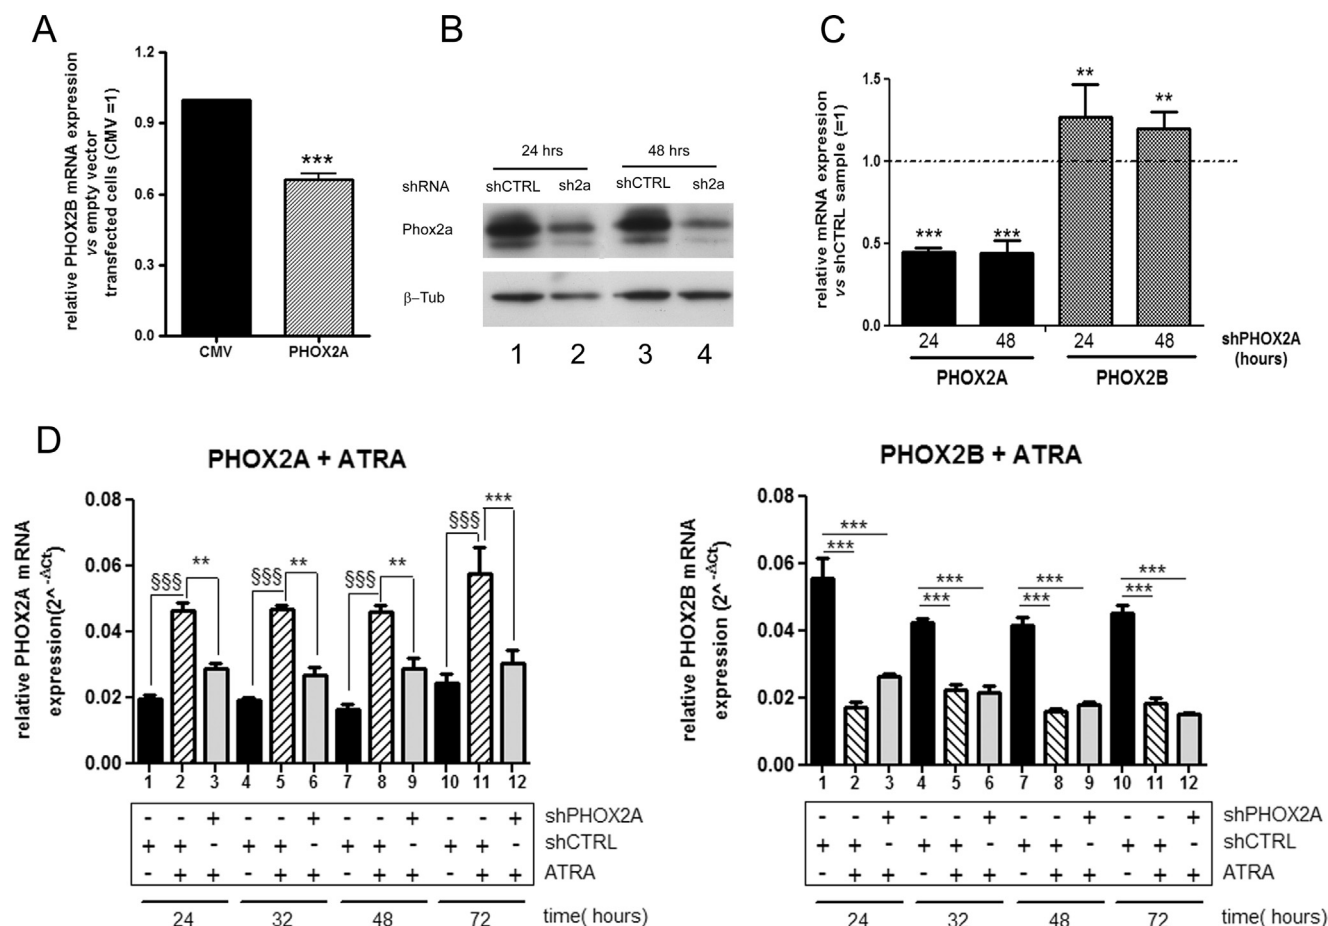 A
relative PHOX2B mRNA expression
vs empty vector
transfected cells (CMV =1)
1.2
0.9
0.6
0.3
0.0
***
CMV PHOX2A
B
24 hrs 48 hrs
shRNA shCTRL sh2a shCTRL sh2a
Phox2a
β–Tub
1 2 3 4
C
relative mRNA expression
vs shCTRL sample (=1)
1.5
1.0
0.5
0.0
*** *** ** **
24 48 24 48 shPHOX2A
(hours)
PHOX2A PHOX2B
D
PHOX2A + ATRA
relative PHOX2A mRNA
expression(2^ -ΔCt)
0.08
0.06
0.04
0.02
0.00
§§§ ** §§§ ** §§§ ** §§§ ***
1 2 3 4 5 6 7 8 9 10 11 12
- - + - - + - - + - - + shPHOX2A
+ + - + + - + + - + + - shCTRL
- + + - + + - + + - + + ATRA
24 32 48 72 time( hours)
PHOX2B + ATRA
relative PHOX2B mRNA
expression (2^ -ΔCt)
0.08
0.06
0.04
0.02
0.00
*** *** *** ***
*** *** *** ***
1 2 3 4 5 6 7 8 9 10 11 12
- - + - - + - - + - - + shPHOX2A
+ + - + + - + + - + + - shCTRL
- + + - + + - + + - + + ATRA
24 32 48 72 time( hours)